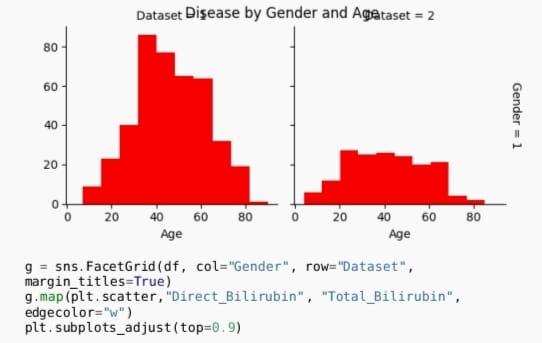 Disease by Gender and Age
Dataset = 1 Dataset = 2
80
60
40
20
0
Gender = 1
0 20 40 60 80 0 20 40 60 80
Age Age
g = sns.FacetGrid(df, col="Gender", row="Dataset",
margin_titles=True)
g.map(plt.scatter,"Direct_Bilirubin", "Total_Bilirubin",
edgecolor="w")
plt.subplots_adjust(top=0.9)